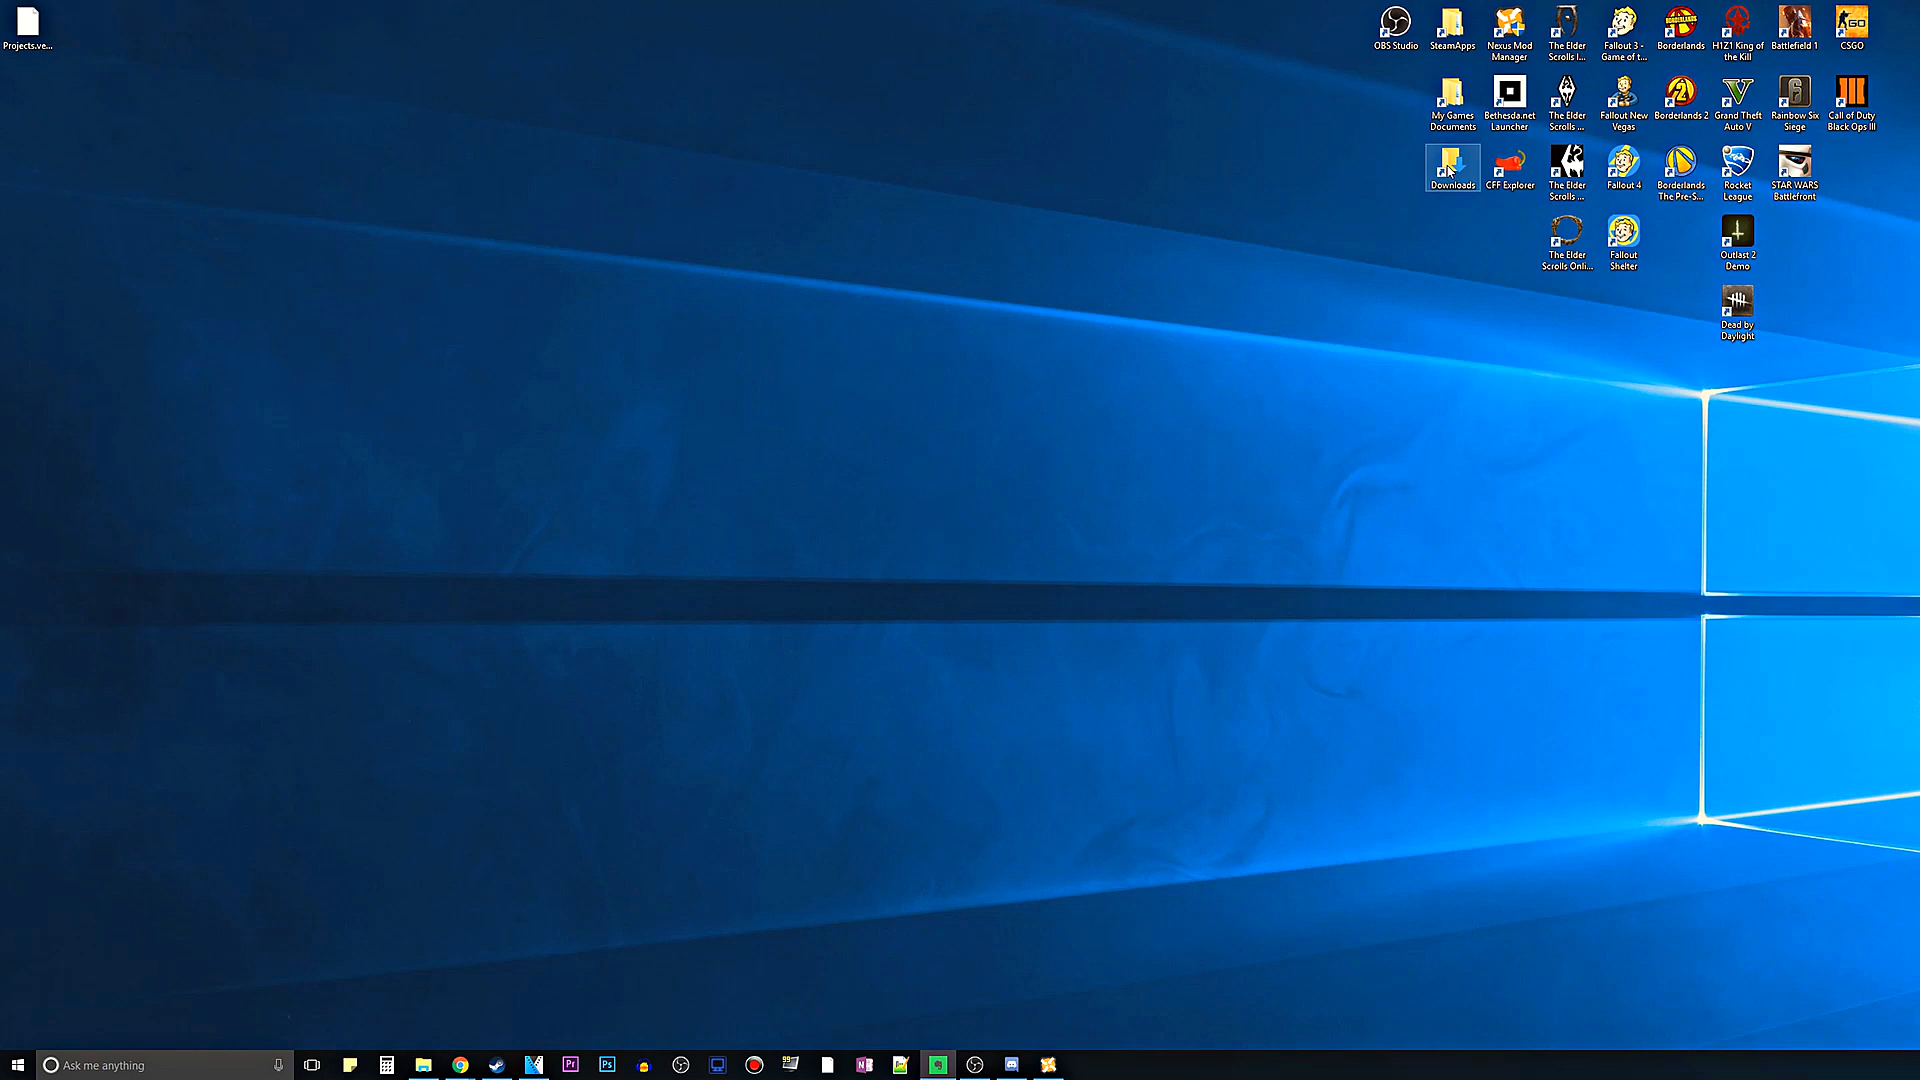 Projects.ve...
OBS Studio
SteamApps
Nexus Mod
Manager
The Elder
Scrolls I...
Fallout 3 -
Game of t...
Borderlands
H1Z1 King of
the Kill
Battlefield 1
CSGO
My Games
Documents
Bethesda.net
Launcher
The Elder
Scrolls ...
Fallout New
Vegas
Borderlands 2
Grand Theft
Auto V
Rainbow Six
Siege
Call of Duty
Black Ops III
Downloads
CFF Explorer
The Elder
Scrolls ...
Fallout 4
Borderlands
The Pre-S...
Rocket
League
STAR WARS
Battlefront
The Elder
Scrolls Onli...
Fallout
Shelter
Outlast 2
Demo
Dead by
Daylight
Ask me anything